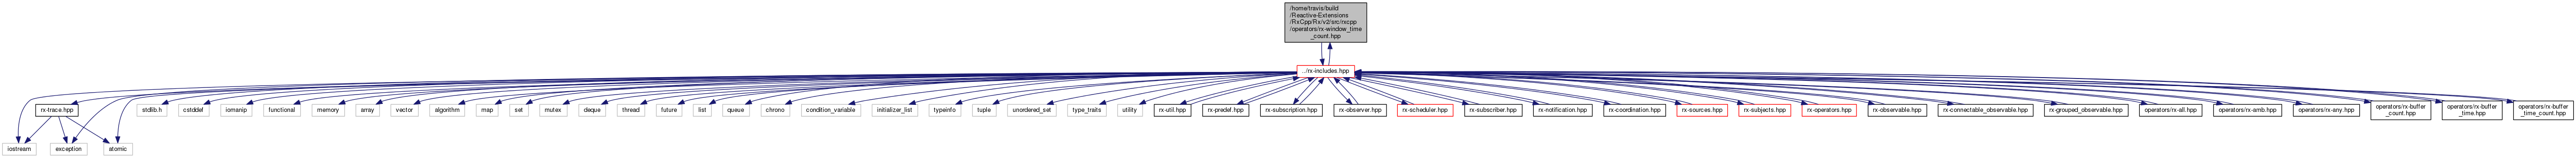 /home/travis/build
/Reactive-Extensions
/RxCpp/Rx/v2/src/rxcpp
/operators/rx-window_time
_count.hpp
../rx-includes.hpp
rx-trace.hpp
stdlib.h
cstddef
iomanip
functional
memory
array
vector
algorithm
map
set
mutex
deque
thread
future
list
queue
chrono
condition_variable
initializer_list
typeinfo
tuple
unordered_set
type_traits
utility
rx-util.hpp
rx-predef.hpp
rx-subscription.hpp
rx-observer.hpp
rx-scheduler.hpp
rx-subscriber.hpp
rx-notification.hpp
rx-coordination.hpp
rx-sources.hpp
rx-subjects.hpp
rx-operators.hpp
rx-observable.hpp
rx-connectable_observable.hpp
rx-grouped_observable.hpp
operators/rx-all.hpp
operators/rx-amb.hpp
operators/rx-any.hpp
operators/rx-buffer
_count.hpp
operators/rx-buffer
_time.hpp
operators/rx-buffer
_time_count.hpp
iostream
exception
atomic